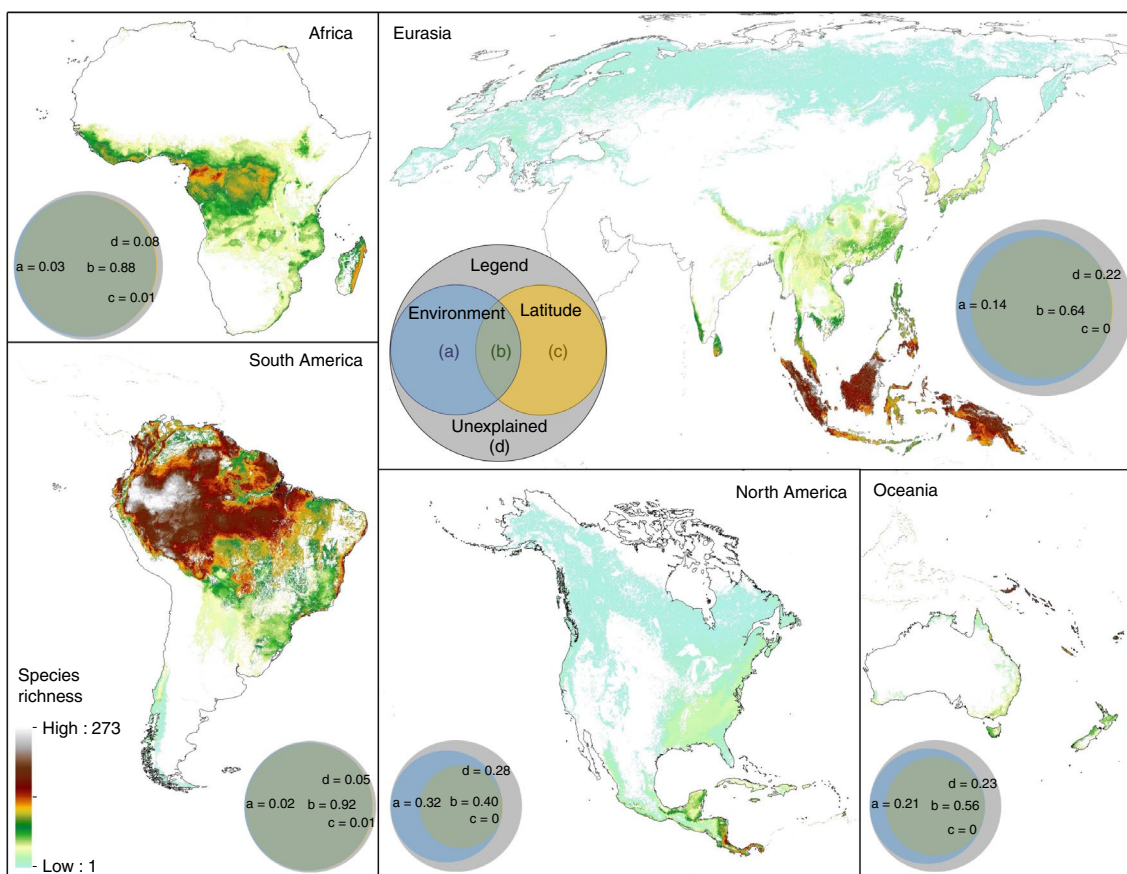 Africa
d = 0.08
a = 0.03
b = 0.88
c = 0.01
Eurasia
Legend
Environment
Latitude
(a)
(b)
(c)
Unexplained
(d)
d = 0.22
a = 0.14
b = 0.64
c = 0
South America
Species
richness
High : 273
Low : 1
d = 0.05
a = 0.02
b = 0.92
c = 0.01
North America
d = 0.28
a = 0.32
b = 0.40
c = 0
Oceania
d = 0.23
a = 0.21
b = 0.56
c = 0